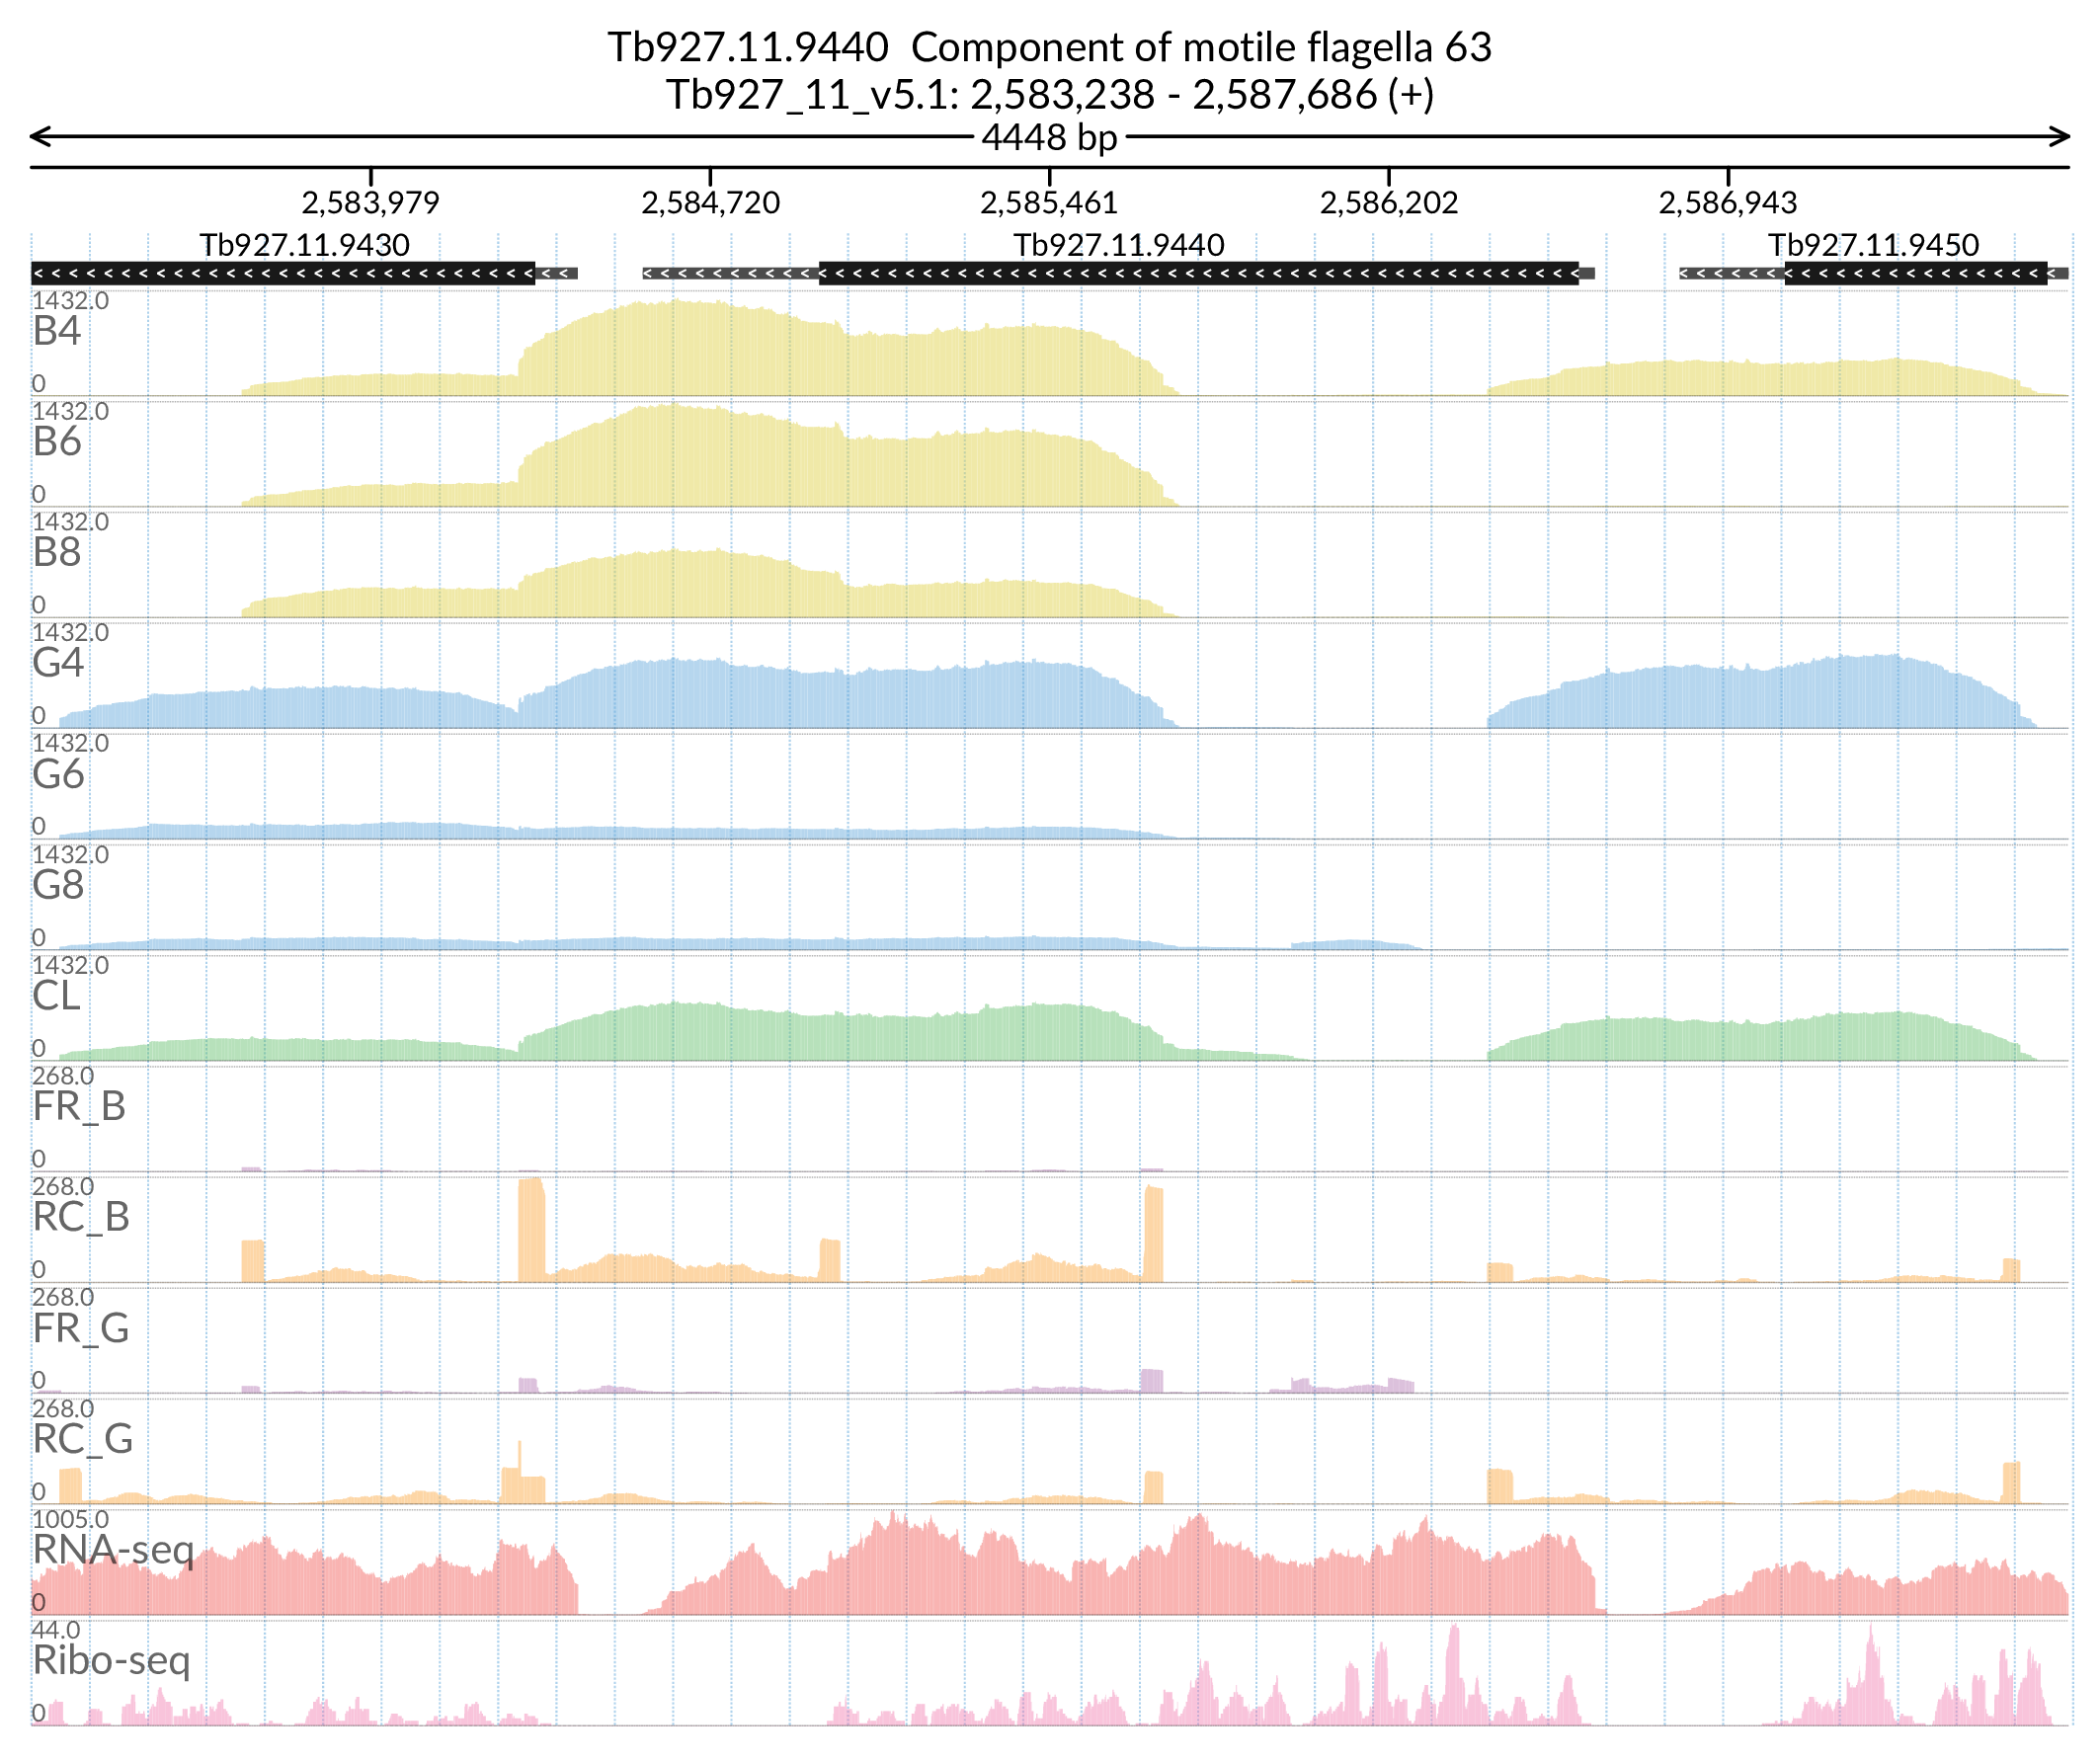 Tb927.11.9440 Component of motile flagella 63
Tb927_11_v5.1: 2,583,238 - 2,587,686 (+)
4448 bp
2,583,979 2,584,720 2,585,461 2,586,202 2,586,943
Tb927.11.9430 Tb927.11.9440 Tb927.11.9450
1432.0
B4
0
1432.0
B6
0
1432.0
B8
0
1432.0
G4
0
1432.0
G6
0
1432.0
G8
0
1432.0
CL
0
268.0
FR_B
0
268.0
RC_B
0
268.0
FR_G
0
268.0
RC_G
0
1005.0
RNA-seq
0
44.0
Ribo-seq
0